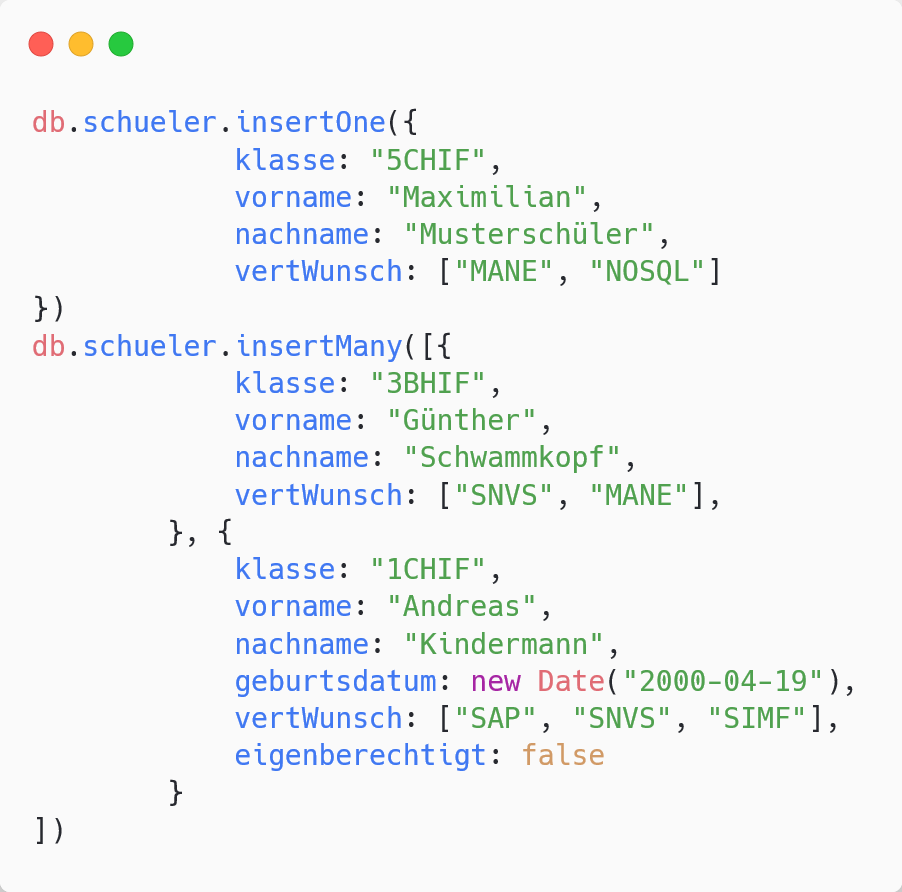 db.schueler.insertOne({
            klasse: "5CHIF",
            vorname: "Maximilian",
            nachname: "Musterschüler",
            vertWunsch: ["MANE", "NOSQL"]
})
db.schueler.insertMany([{
            klasse: "3BHIF",
            vorname: "Günther",
            nachname: "Schwammkopf",
            vertWunsch: ["SNVS", "MANE"],
        }, {
            klasse: "1CHIF",
            vorname: "Andreas",
            nachname: "Kindermann",
            geburtsdatum: new Date("2000-04-19"),
            vertWunsch: ["SAP", "SNVS", "SIMF"],
            eigenberechtigt: false
        }
])